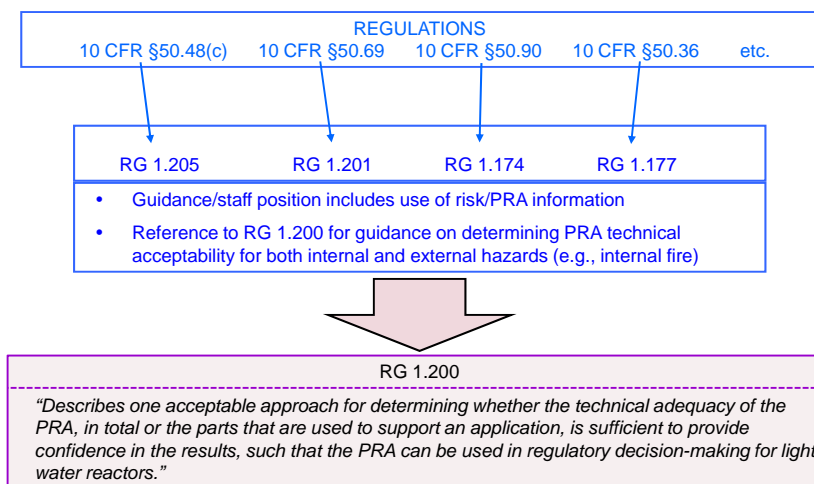 REGULATIONS
10 CFR §50.48(c) 10 CFR §50.69 10 CFR §50.90 10 CFR §50.36 etc.
RG 1.205 RG 1.201 RG 1.174 RG 1.177
• Guidance/staff position includes use of risk/PRA information
• Reference to RG 1.200 for guidance on determining PRA technical
acceptability for both internal and external hazards (e.g., internal fire)
RG 1.200
“Describes one acceptable approach for determining whether the technical adequacy of the
PRA, in total or the parts that are used to support an application, is sufficient to provide
confidence in the results, such that the PRA can be used in regulatory decision-making for light
water reactors.”